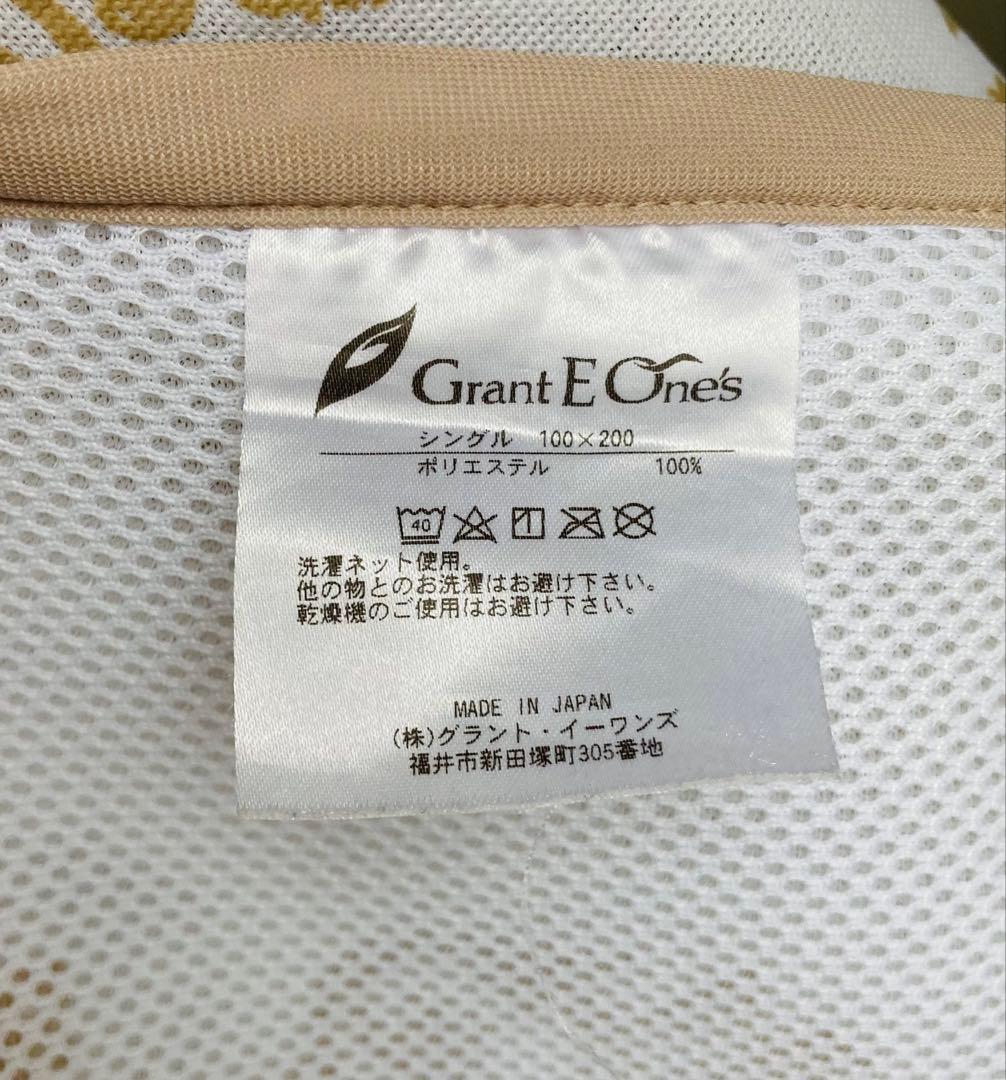 Grant E One's
シングル 100×200
ポリエステル 100%
40
洗濯ネット使用。
他の物とのお洗濯はお避け下さい。
乾燥機のご使用はお避け下さい。
MADE IN JAPAN
(株)グラント・イーワンズ
福井市新田塚町305番地